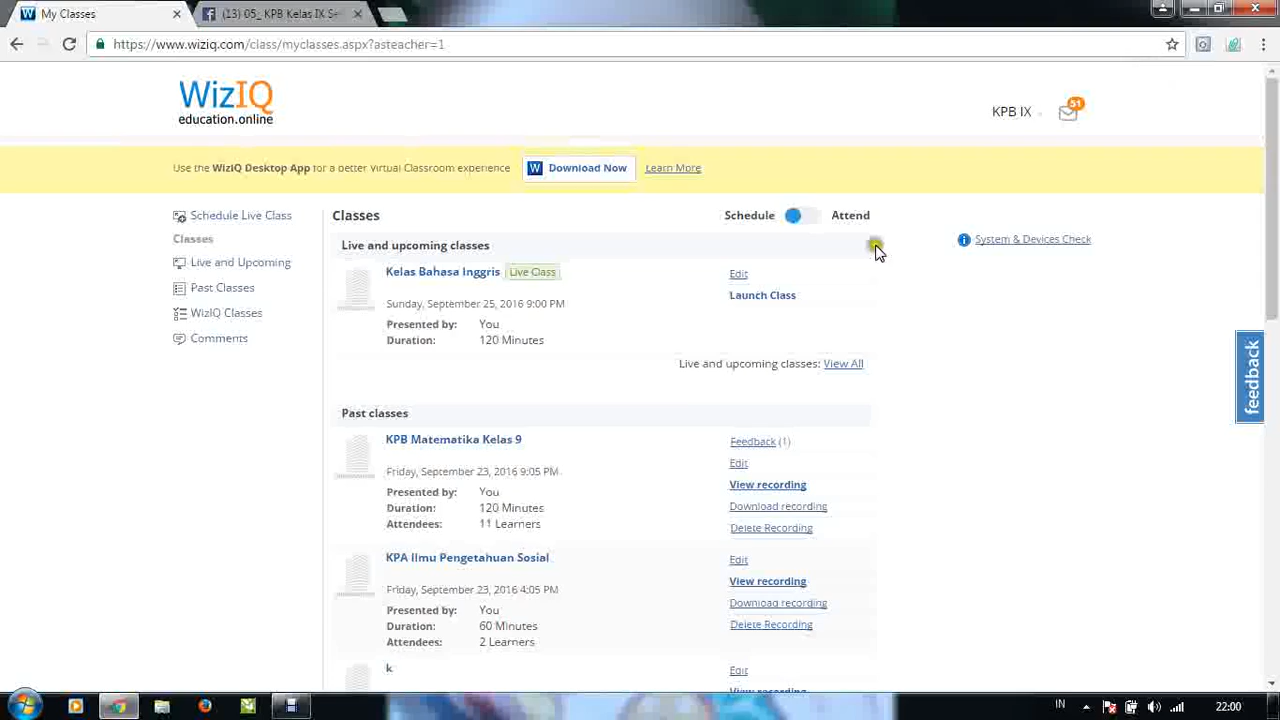 My Classes
(13) 05_ KPB Kelas IX Se
https://www.wiziq.com/class/myclasses.aspx?asteacher=1
WizIQ
education.online
KPB IX
51
Use the WizIQ Desktop App for a better Virtual Classroom experience
W Download Now
Learn More
Schedule Live Class
Classes
Live and Upcoming
Past Classes
WizIQ Classes
Comments
Classes
Schedule
Attend
System & Devices Check
Live and upcoming classes
Kelas Bahasa Inggris Live Class
Edit
Sunday, September 25, 2016 9:00 PM
Launch Class
Presented by: You
Duration: 120 Minutes
Live and upcoming classes: View All
feedback
Past classes
KPB Matematika Kelas 9
Feedback (1)
Friday, September 23, 2016 9:05 PM
Edit
Presented by: You
View recording
Duration: 120 Minutes
Download recording
Attendees: 11 Learners
Delete Recording
KPA Ilmu Pengetahuan Sosial
Edit
Friday, September 23, 2016 4:05 PM
View recording
Presented by: You
Download recording
Duration: 60 Minutes
Delete Recording
Attendees: 2 Learners
k
Edit
View recording
IN
22:00